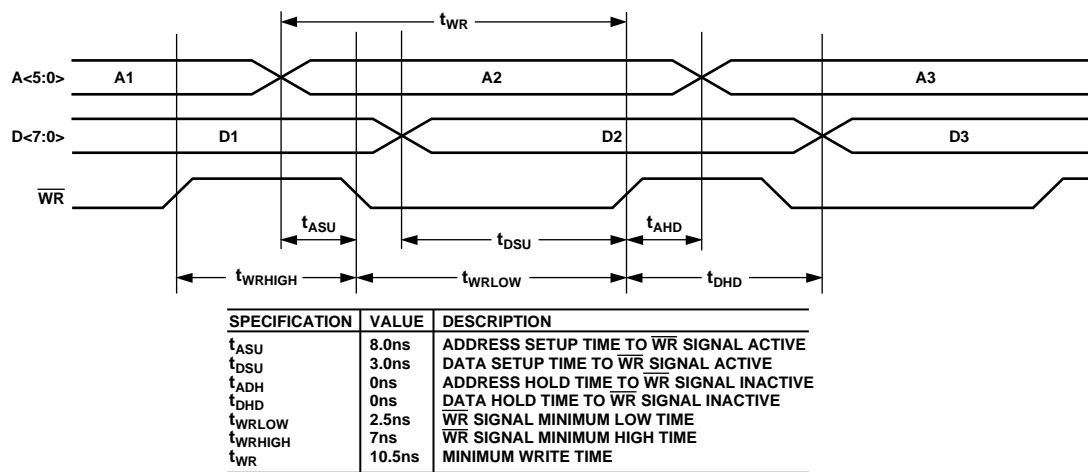 tWR
A<5:0>
A1
A2
A3
D<7:0>
D1
D2
D3
WR
tASU
tDSU
tAHD
tWRHIGH
tWRLOW
tDHD
SPECIFICATION VALUE DESCRIPTION
tASU 8.0ns ADDRESS SETUP TIME TO WR SIGNAL ACTIVE
tDSU 3.0ns DATA SETUP TIME TO WR SIGNAL ACTIVE
tADH 0ns ADDRESS HOLD TIME TO WR SIGNAL INACTIVE
tDHD 0ns DATA HOLD TIME TO WR SIGNAL INACTIVE
tWRLOW 2.5ns WR SIGNAL MINIMUM LOW TIME
tWRHIGH 7ns WR SIGNAL MINIMUM HIGH TIME
tWR 10.5ns MINIMUM WRITE TIME